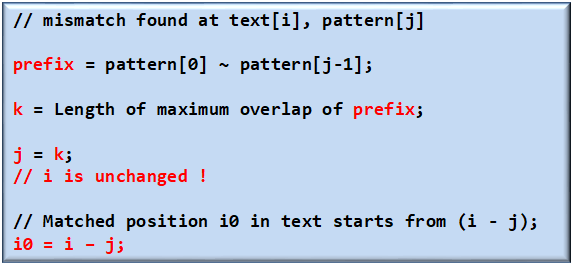 // mismatch found at text[i], pattern[j]
prefix = pattern[0] ~ pattern[j-1];
k = Length of maximum overlap of prefix;
j = k;
// i is unchanged !
// Matched position i0 in text starts from (i - j);
i0 = i – j;